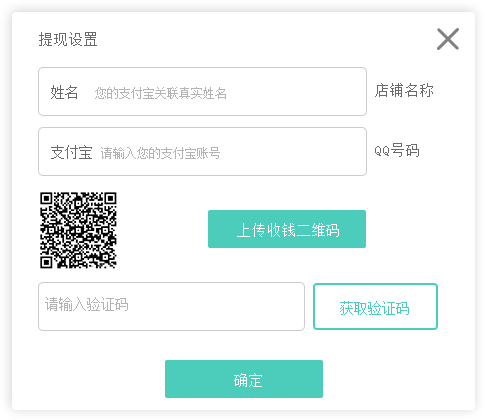 提现设置
姓名 您的支付宝关联真实姓名 店铺名称
支付宝 请输入您的支付宝账号 QQ号码
上传收钱二维码
请输入验证码 获取验证码
确定